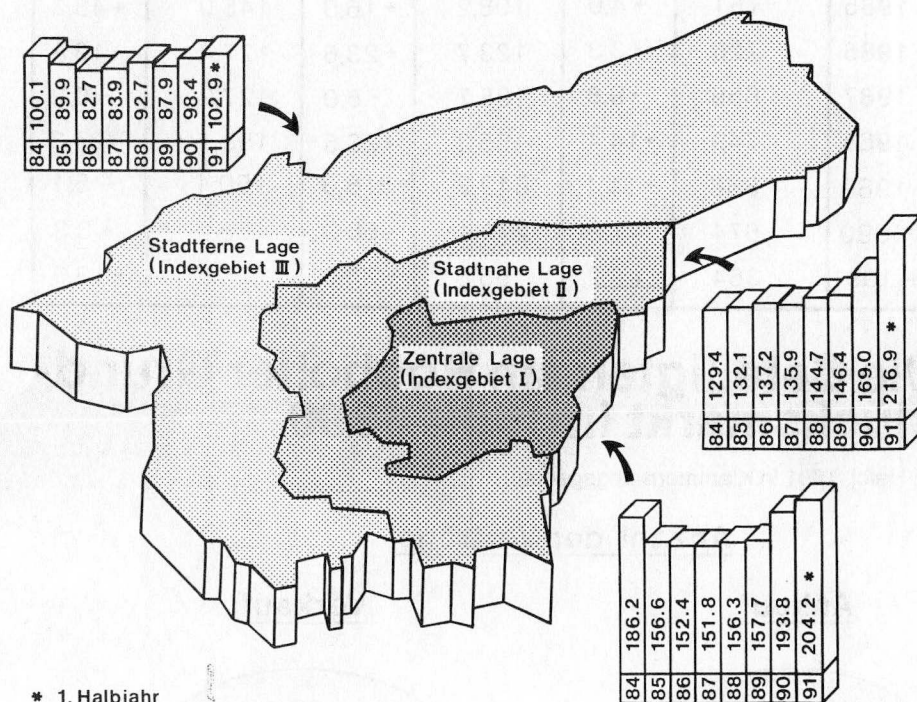 84 100.1
85 89.9
86 82.7
87 83.9
88 92.7
89 87.9
90 98.4
91 102.9 *
Stadtferne Lage
(Indexgebiet III)
Stadtnahe Lage
(Indexgebiet II)
Zentrale Lage
(Indexgebiet I)
84 129.4
85 132.1
86 137.2
87 135.9
88 144.7
89 146.4
90 169.0
91 216.9 *
84 186.2
85 156.6
86 152.4
87 151.8
88 156.3
89 157.7
90 193.8
91 204.2 *
* 1. Halbjahr